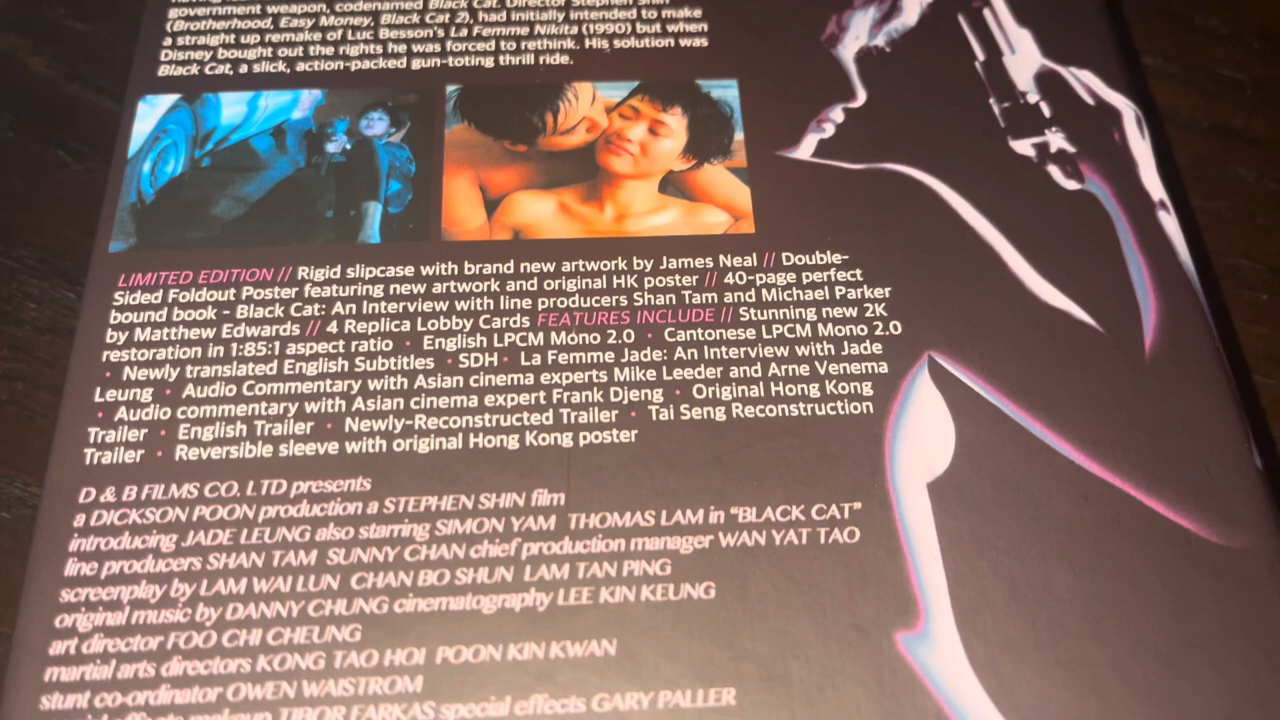 government weapon, codenamed Black Cat. Director Stephen Shin
(Brotherhood, Easy Money, Black Cat 2), had initially intended to make
a straight up remake of Luc Besson's La Femme Nikita (1990) but when
Disney bought out the rights he was forced to rethink. His solution was
Black Cat, a slick, action-packed gun-toting thrill ride.
LIMITED EDITION // Rigid slipcase with brand new artwork by James Neal // Double-
Sided Foldout Poster featuring new artwork and original HK poster // 40-page perfect
bound book - Black Cat: An Interview with line producers Shan Tam and Michael Parker
by Matthew Edwards // 4 Replica Lobby Cards FEATURES INCLUDE // Stunning new 2K
restoration in 1:85:1 aspect ratio • English LPCM Mono 2.0 • Cantonese LPCM Mono 2.0
• Newly translated English Subtitles • SDH • La Femme Jade: An Interview with Jade
Leung • Audio Commentary with Asian cinema experts Mike Leeder and Arne Venema
• Audio commentary with Asian cinema expert Frank Djeng • Original Hong Kong
Trailer • English Trailer • Newly-Reconstructed Trailer • Tai Seng Reconstruction
Trailer • Reversible sleeve with original Hong Kong poster
D & B FILMS CO. LTD presents
a DICKSON POON production a STEPHEN SHIN film
introducing JADE LEUNG also starring SIMON YAM THOMAS LAM in “BLACK CAT”
line producers SHAN TAM SUNNY CHAN chief production manager WAN YAT TAO
screenplay by LAM WAI LUN CHAN BO SHUN LAM TAN PING
original music by DANNY CHUNG cinematography LEE KIN KEUNG
art director FOO CHI CHEUNG
martial arts directors KONG TAO HOI POON KIN KWAN
stunt co-ordinator OWEN WAISTROM
effects makeup TIBOR FARKAS special effects GARY PALLER